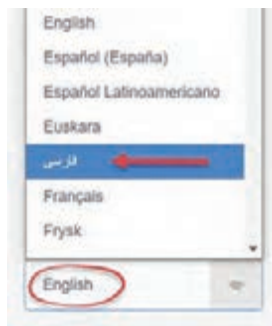 English
Español (España)
Español Latinoamericano
Euskara
فارسی
Français
Frysk
English